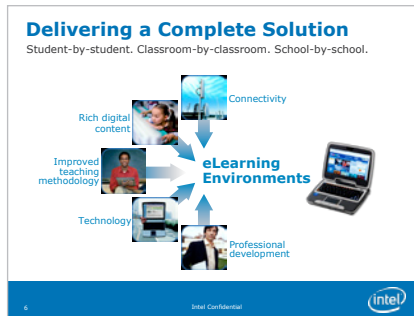 Delivering a Complete Solution
Student-by-student. Classroom-by-classroom. School-by-school.
Connectivity
Rich digital
content
Improved
teaching
methodology
eLearning
Environments
Technology
Professional
development
6
Intel Confidential
intel